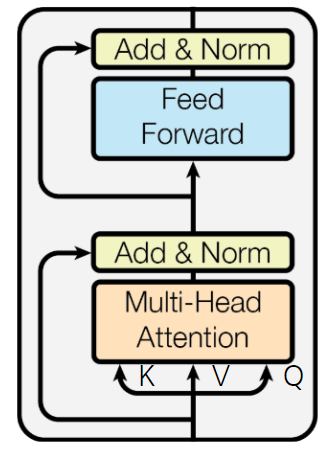 Add & Norm
Feed
Forward
Add & Norm
Multi-Head
Attention
K V Q